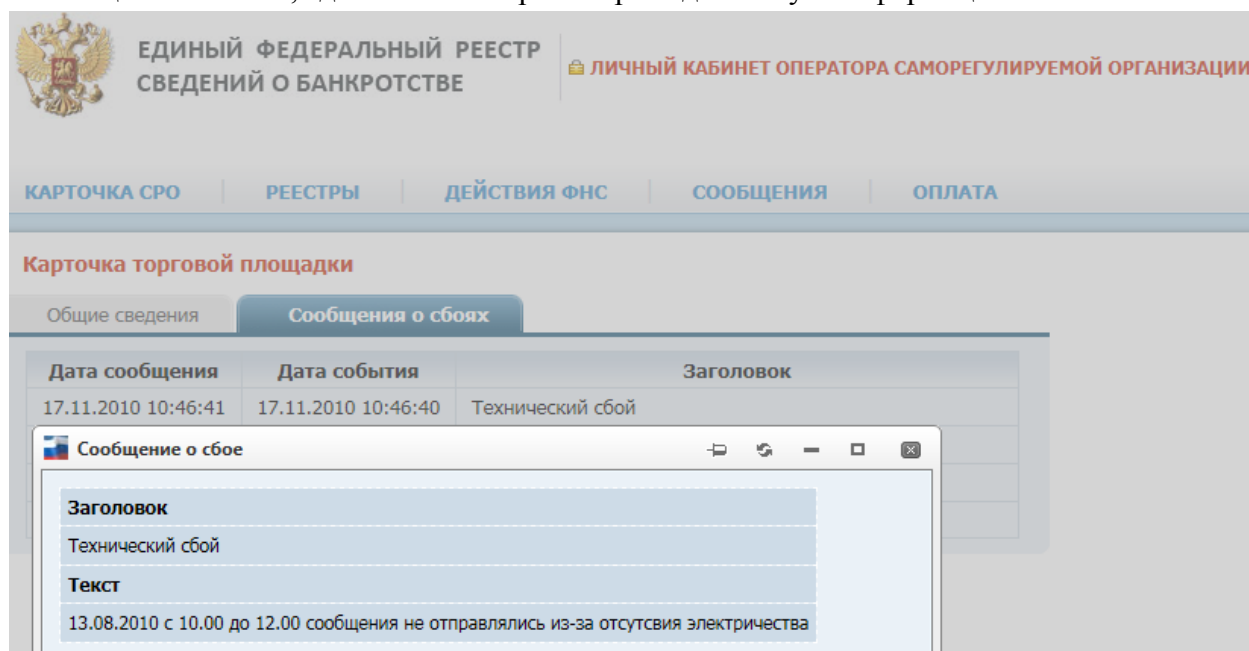 ЕДИНЫЙ ФЕДЕРАЛЬНЫЙ РЕЕСТР
СВЕДЕНИЙ О БАНКРОТСТВЕ
ЛИЧНЫЙ КАБИНЕТ ОПЕРАТОРА САМОРЕГУЛИРУЕМОЙ ОРГАНИЗАЦИИ
КАРТОЧКА СРО РЕЕСТРЫ ДЕЙСТВИЯ ФНС СООБЩЕНИЯ ОПЛАТА
Карточка торговой площадки
Общие сведения Сообщения о сбоях
Дата сообщения Дата события Заголовок
17.11.2010 10:46:41 17.11.2010 10:46:40 Технический сбой
Сообщение о сбое
Заголовок
Технический сбой
Текст
13.08.2010 с 10.00 до 12.00 сообщения не отправлялись из-за отсутсвия электричества